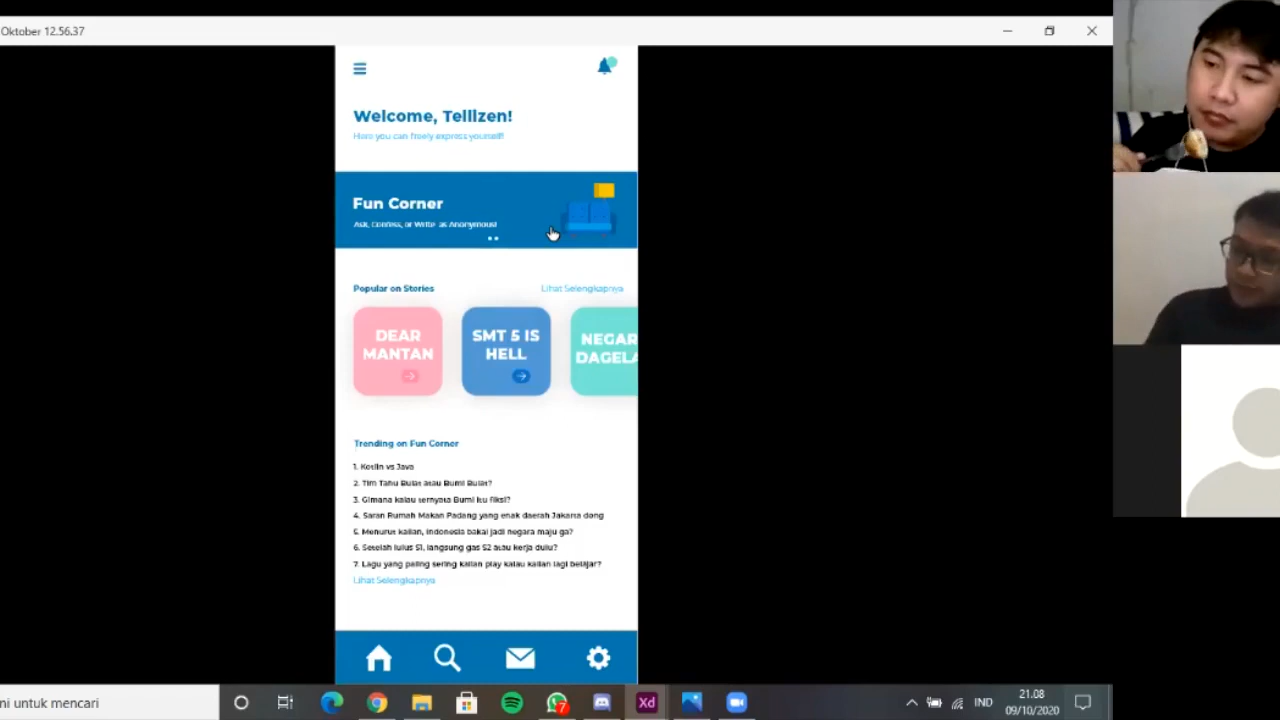 Oktober 12.56.37
Welcome, Tellizen!
Here you can freely express yourself!
Fun Corner
Ask, Confess, or Write as Anonymous!
Popular on Stories
Lihat Selengkapnya
DEAR
MANTAN
SMT 5 IS
HELL
NEGAR
DAGELA
Trending on Fun Corner
1. Kotlin vs Java
2. Tim Tahu Bulat atau Bumi Bulat?
3. Gimana kalau ternyata Bumi itu fiksi?
4. Saran Rumah Makan Padang yang enak daerah Jakarta dong
5. Menurut kalian, Indonesia bakal jadi negara maju ga?
6. Setelah lulus S1, langsung gas S2 atau kerja dulu?
7. Lagu yang paling sering kalian play kalau kalian lagi belajar?
Lihat Selengkapnya
ni untuk mencari
7
Xd
IND
21.08
09/10/2020